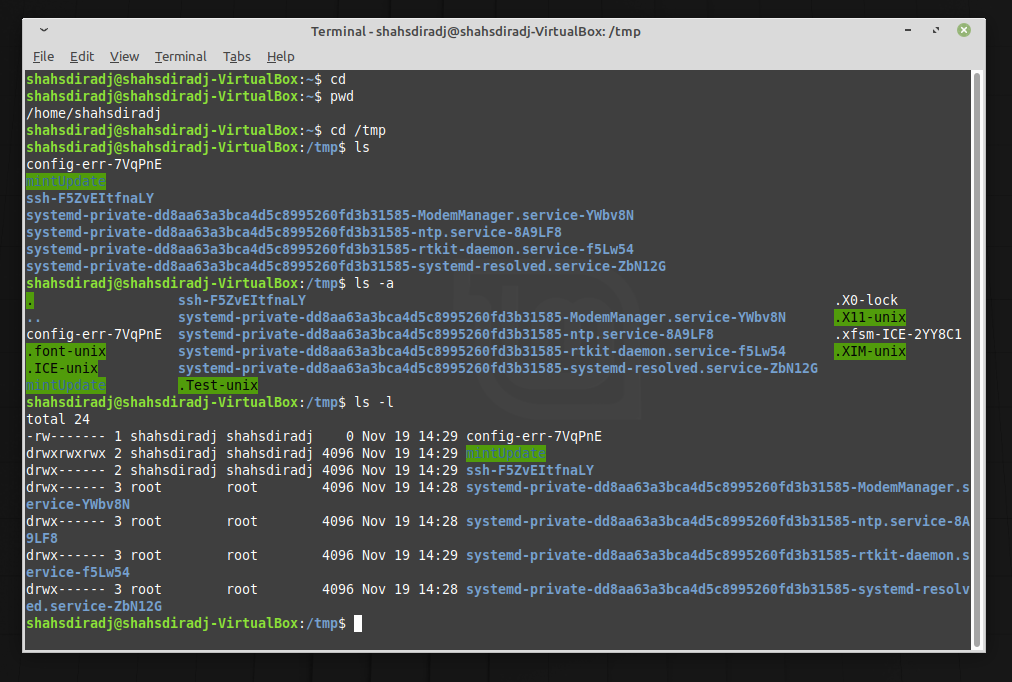 Terminal - shahsdiradj@shahsdiradj-VirtualBox: /tmp
File Edit View Terminal Tabs Help
shahsdiradj@shahsdiradj-VirtualBox:~$ cd
shahsdiradj@shahsdiradj-VirtualBox:~$ pwd
/home/shahsdiradj
shahsdiradj@shahsdiradj-VirtualBox:~$ cd /tmp
shahsdiradj@shahsdiradj-VirtualBox:/tmp$ ls
config-err-7VqPnE
mintUpdate
ssh-F5ZvEItfnaLY
systemd-private-dd8aa63a3bca4d5c8995260fd3b31585-ModemManager.service-YWbv8N
systemd-private-dd8aa63a3bca4d5c8995260fd3b31585-ntp.service-8A9LF8
systemd-private-dd8aa63a3bca4d5c8995260fd3b31585-rtkit-daemon.service-f5Lw54
systemd-private-dd8aa63a3bca4d5c8995260fd3b31585-systemd-resolved.service-ZbN12G
shahsdiradj@shahsdiradj-VirtualBox:/tmp$ ls -a
.                  ssh-F5ZvEItfnaLY                                                                  .X0-lock
..                 systemd-private-dd8aa63a3bca4d5c8995260fd3b31585-ModemManager.service-YWbv8N      .X11-unix
config-err-7VqPnE  systemd-private-dd8aa63a3bca4d5c8995260fd3b31585-ntp.service-8A9LF8               .xfsm-ICE-2YY8C1
.font-unix         systemd-private-dd8aa63a3bca4d5c8995260fd3b31585-rtkit-daemon.service-f5Lw54      .XIM-unix
.ICE-unix          systemd-private-dd8aa63a3bca4d5c8995260fd3b31585-systemd-resolved.service-ZbN12G
mintUpdate         .Test-unix
shahsdiradj@shahsdiradj-VirtualBox:/tmp$ ls -l
total 24
-rw------- 1 shahsdiradj shahsdiradj    0 Nov 19 14:29 config-err-7VqPnE
drwxrwxrwx 2 shahsdiradj shahsdiradj 4096 Nov 19 14:29 mintUpdate
drwx------ 2 shahsdiradj shahsdiradj 4096 Nov 19 14:29 ssh-F5ZvEItfnaLY
drwx------ 3 root        root        4096 Nov 19 14:28 systemd-private-dd8aa63a3bca4d5c8995260fd3b31585-ModemManager.s
ervice-YWbv8N
drwx------ 3 root        root        4096 Nov 19 14:28 systemd-private-dd8aa63a3bca4d5c8995260fd3b31585-ntp.service-8A
9LF8
drwx------ 3 root        root        4096 Nov 19 14:29 systemd-private-dd8aa63a3bca4d5c8995260fd3b31585-rtkit-daemon.s
ervice-f5Lw54
drwx------ 3 root        root        4096 Nov 19 14:28 systemd-private-dd8aa63a3bca4d5c8995260fd3b31585-systemd-resolv
ed.service-ZbN12G
shahsdiradj@shahsdiradj-VirtualBox:/tmp$